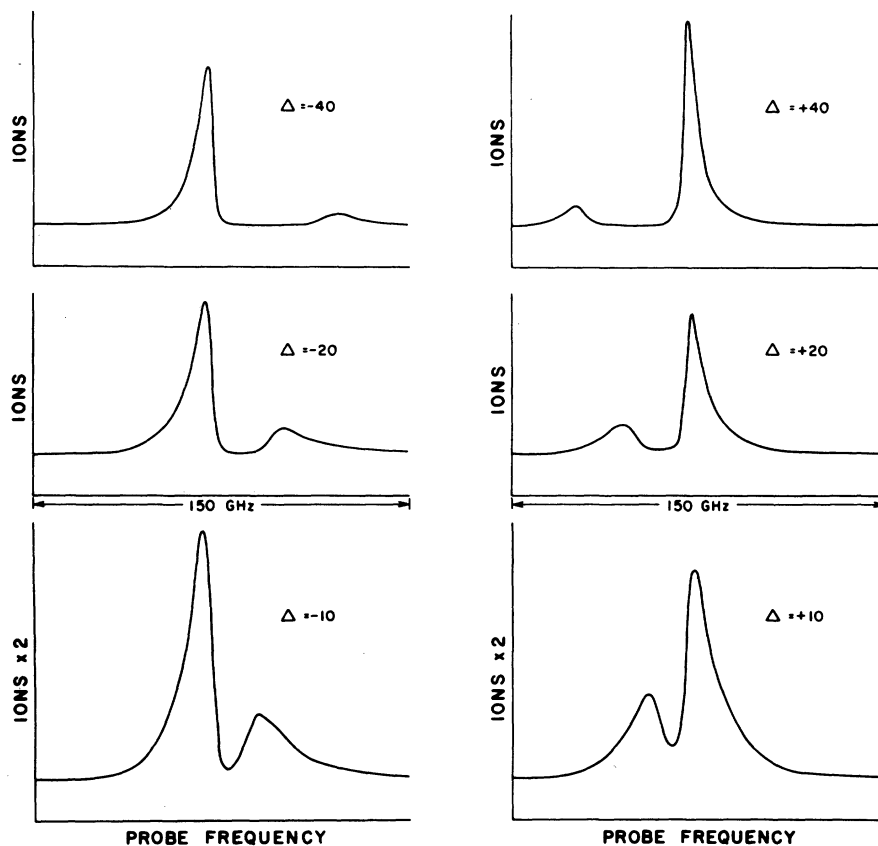 IONS
Δ =-40
IONS
Δ =+40
IONS
Δ =-20
IONS
Δ =+20
150 GHz
150 GHz
IONS x 2
Δ =-10
IONS x 2
Δ =+10
PROBE FREQUENCY
PROBE FREQUENCY